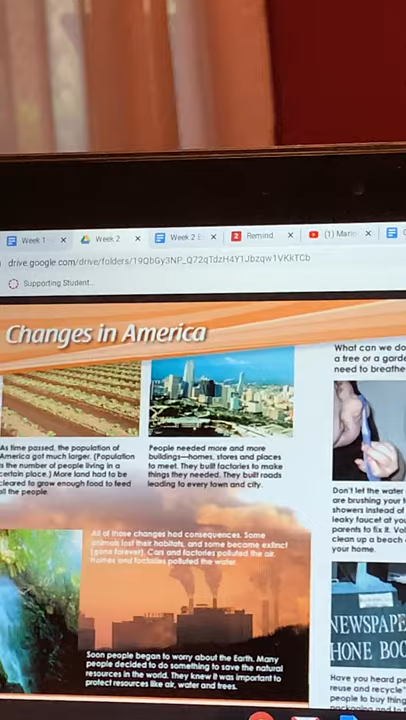 Week 1
Week 2
Week 2
2 Remind
(1) Mari
drive.google.com/drive/folders/19QbGy3NP_Q72qTdzH4Y1Jbzqw1VKkTCb
Supporting Student...
Changes in America
As time passed, the population of
America got much larger. (Population
is the number of people living in a
certain place.) More land had to be
cleared to grow enough food to feed
all the people.
People needed more and more
buildings—homes, stores and places
to meet. They built factories to make
things they needed. They built roads
leading to every town and city.
All of those changes had consequences. Some
animals lost their habitats, and some became extinct
(gone forever). Cars and factories polluted the air.
Homes and factories polluted the water.
Soon people began to worry about the Earth. Many
people decided to do something to save the natural
resources in the world. They knew it was important to
protect resources like air, water and trees.
What can we do
a tree or a garde
need to breathe
Don't let the water
are brushing your t
showers instead of
leaky faucet at yo
parents to fix it. Vo
clean up a beach
your home.
NEWSPAPE
HONE BOO
Have you heard pe
reuse and recycle"
people to buy thing
packaging and to